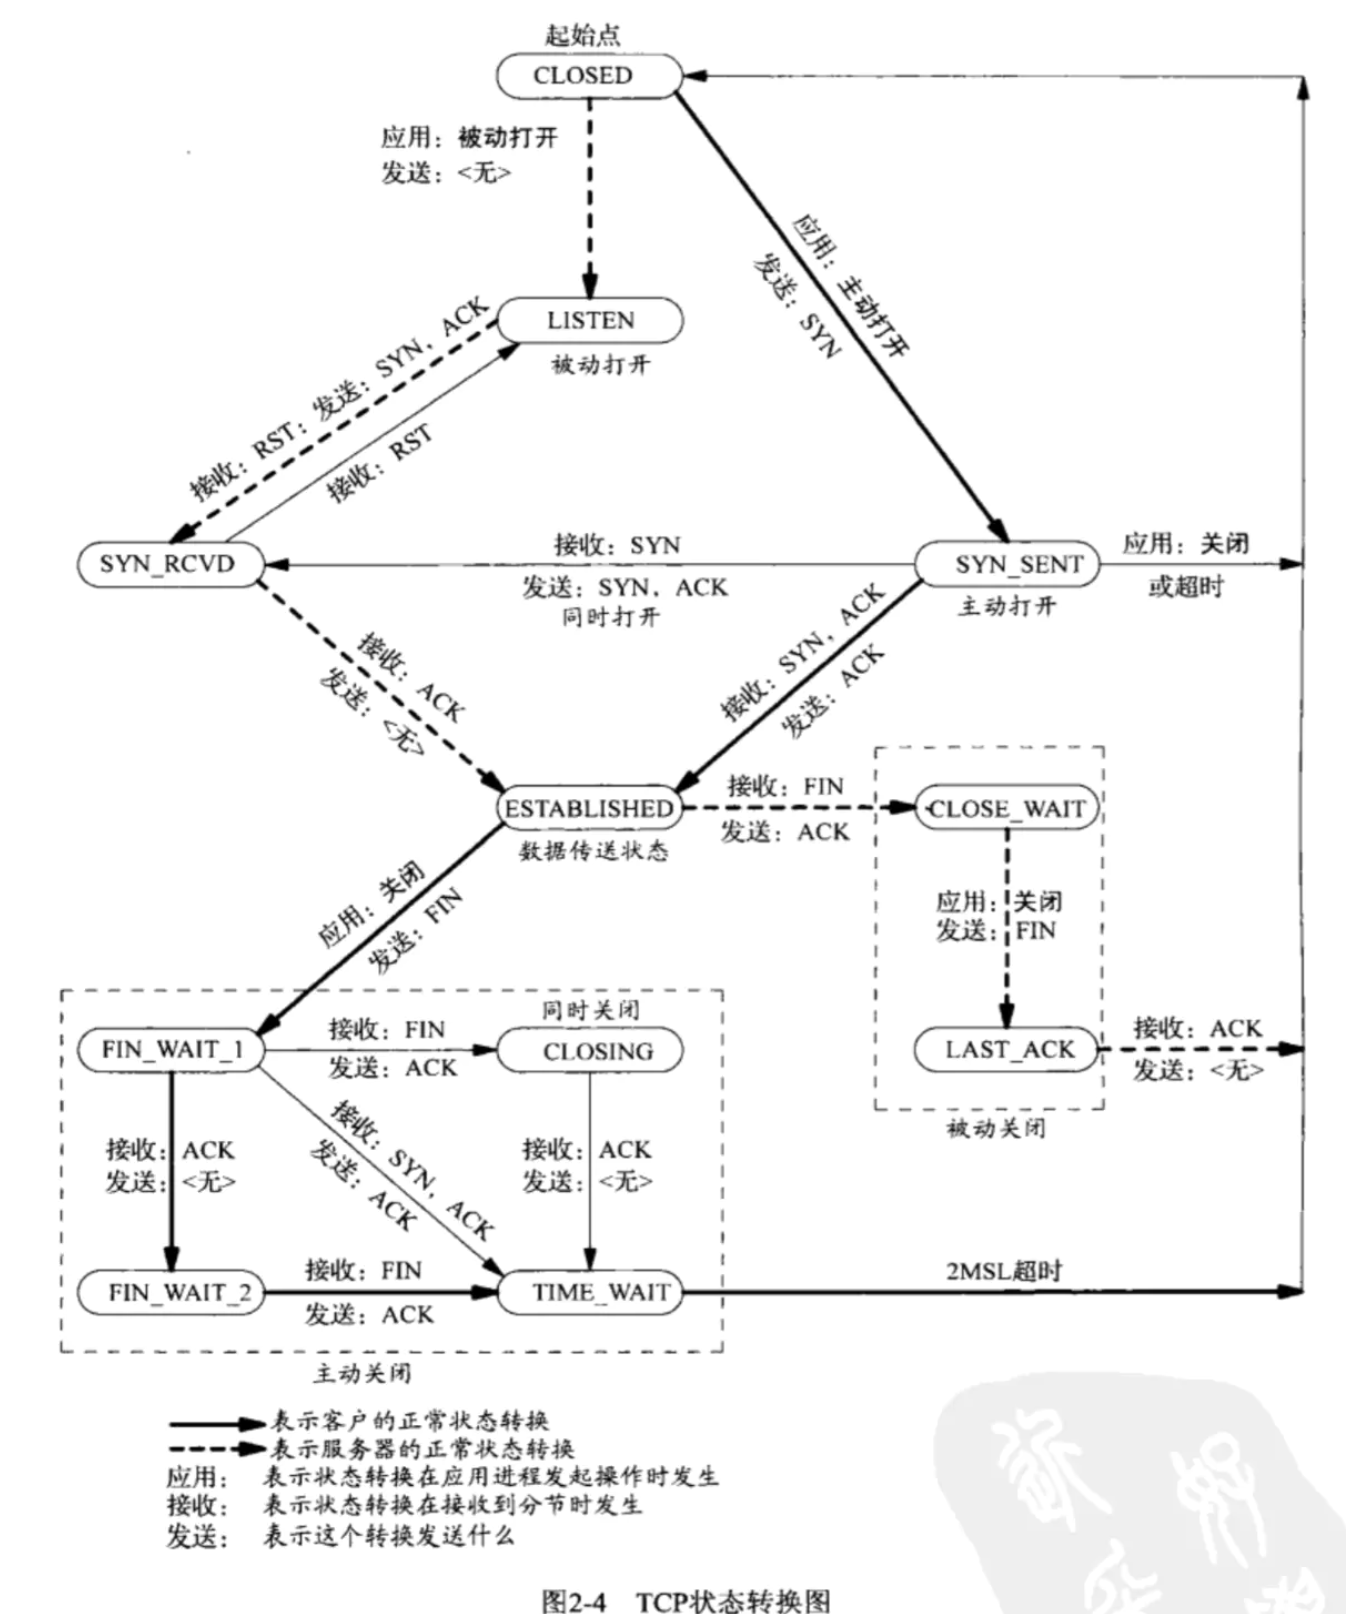 起始点
CLOSED
应用：被动打开
发送：<无>
应用：主动打开
发送：SYN
LISTEN
被动打开
接收：RST；发送：SYN，ACK
接收：RST
SYN_RCVD
接收：SYN
发送：SYN，ACK
同时打开
SYN_SENT
主动打开
应用：关闭
或超时
接收：ACK
发送：<无>
接收：SYN，ACK
发送：ACK
ESTABLISHED
数据传送状态
接收：FIN
发送：ACK
CLOSE_WAIT
应用：关闭
发送：FIN
应用：关闭
发送：FIN
LAST_ACK
接收：ACK
发送：<无>
被动关闭
同时关闭
FIN_WAIT_1
接收：FIN
发送：ACK
CLOSING
接收：ACK
发送：<无>
接收：SYN，ACK
发送：ACK
接收：ACK
发送：<无>
FIN_WAIT_2
接收：FIN
发送：ACK
TIME_WAIT
2MSL超时
主动关闭
表示客户的正常状态转换
表示服务器的正常状态转换
应用： 表示状态转换在应用进程发起操作时发生
接收： 表示状态转换在接收到分节时发生
发送： 表示这个转换发送什么
图2-4 TCP状态转换图